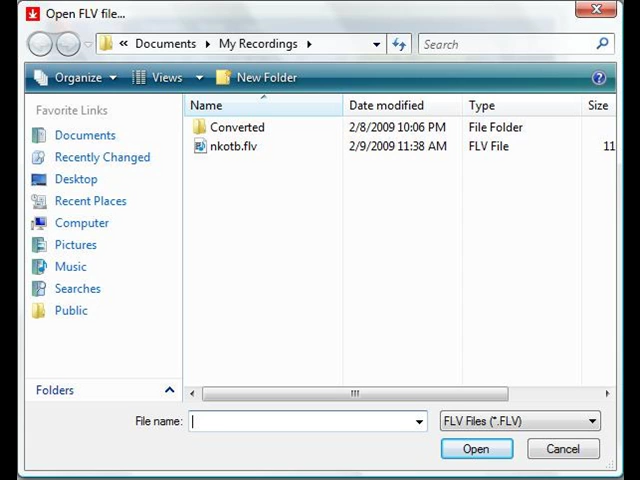 Open FLV file...
« Documents My Recordings Search
Organize Views New Folder ?
Favorite Links
Documents
Recently Changed
Desktop
Recent Places
Computer
Pictures
Music
Searches
Public
Folders
Name Date modified Type Size
Converted 2/8/2009 10:06 PM File Folder
nkotb.flv 2/9/2009 11:38 AM FLV File 11
File name: FLV Files (*.FLV)
Open Cancel